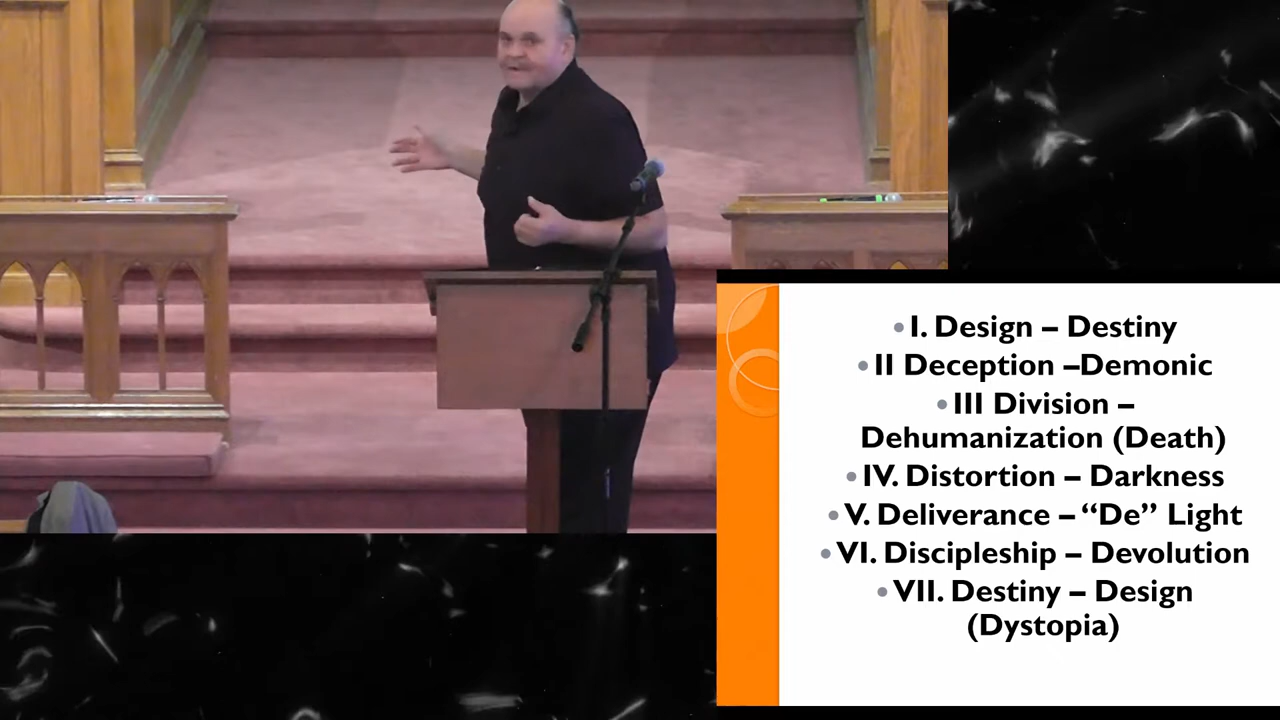 • I. Design – Destiny
• II Deception –Demonic
• III Division –
Dehumanization (Death)
• IV. Distortion – Darkness
• V. Deliverance – “De” Light
• VI. Discipleship – Devolution
• VII. Destiny – Design
(Dystopia)